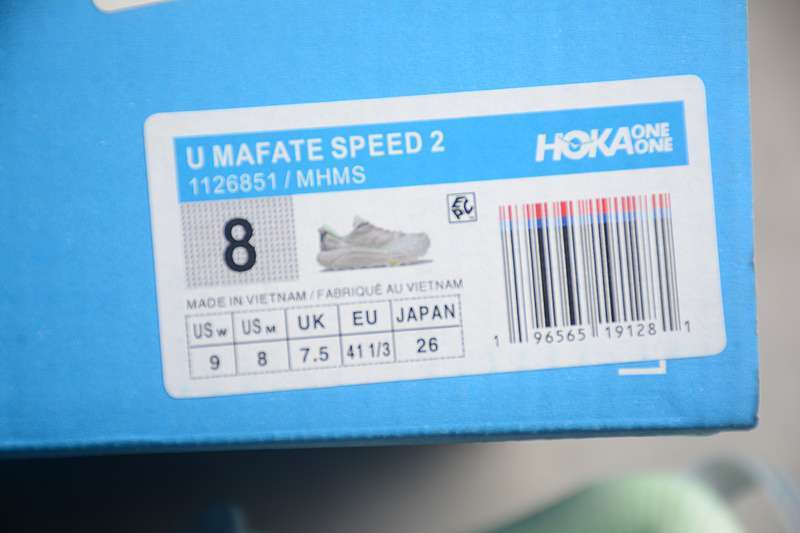 U MAFATE SPEED 2
1126851 / MHMS
HOKA ONE ONE
8
EPC
MADE IN VIETNAM / FABRIQUÉ AU VIETNAM
US W US M UK EU JAPAN
9 8 7.5 41 1/3 26
1 96565 19128 1